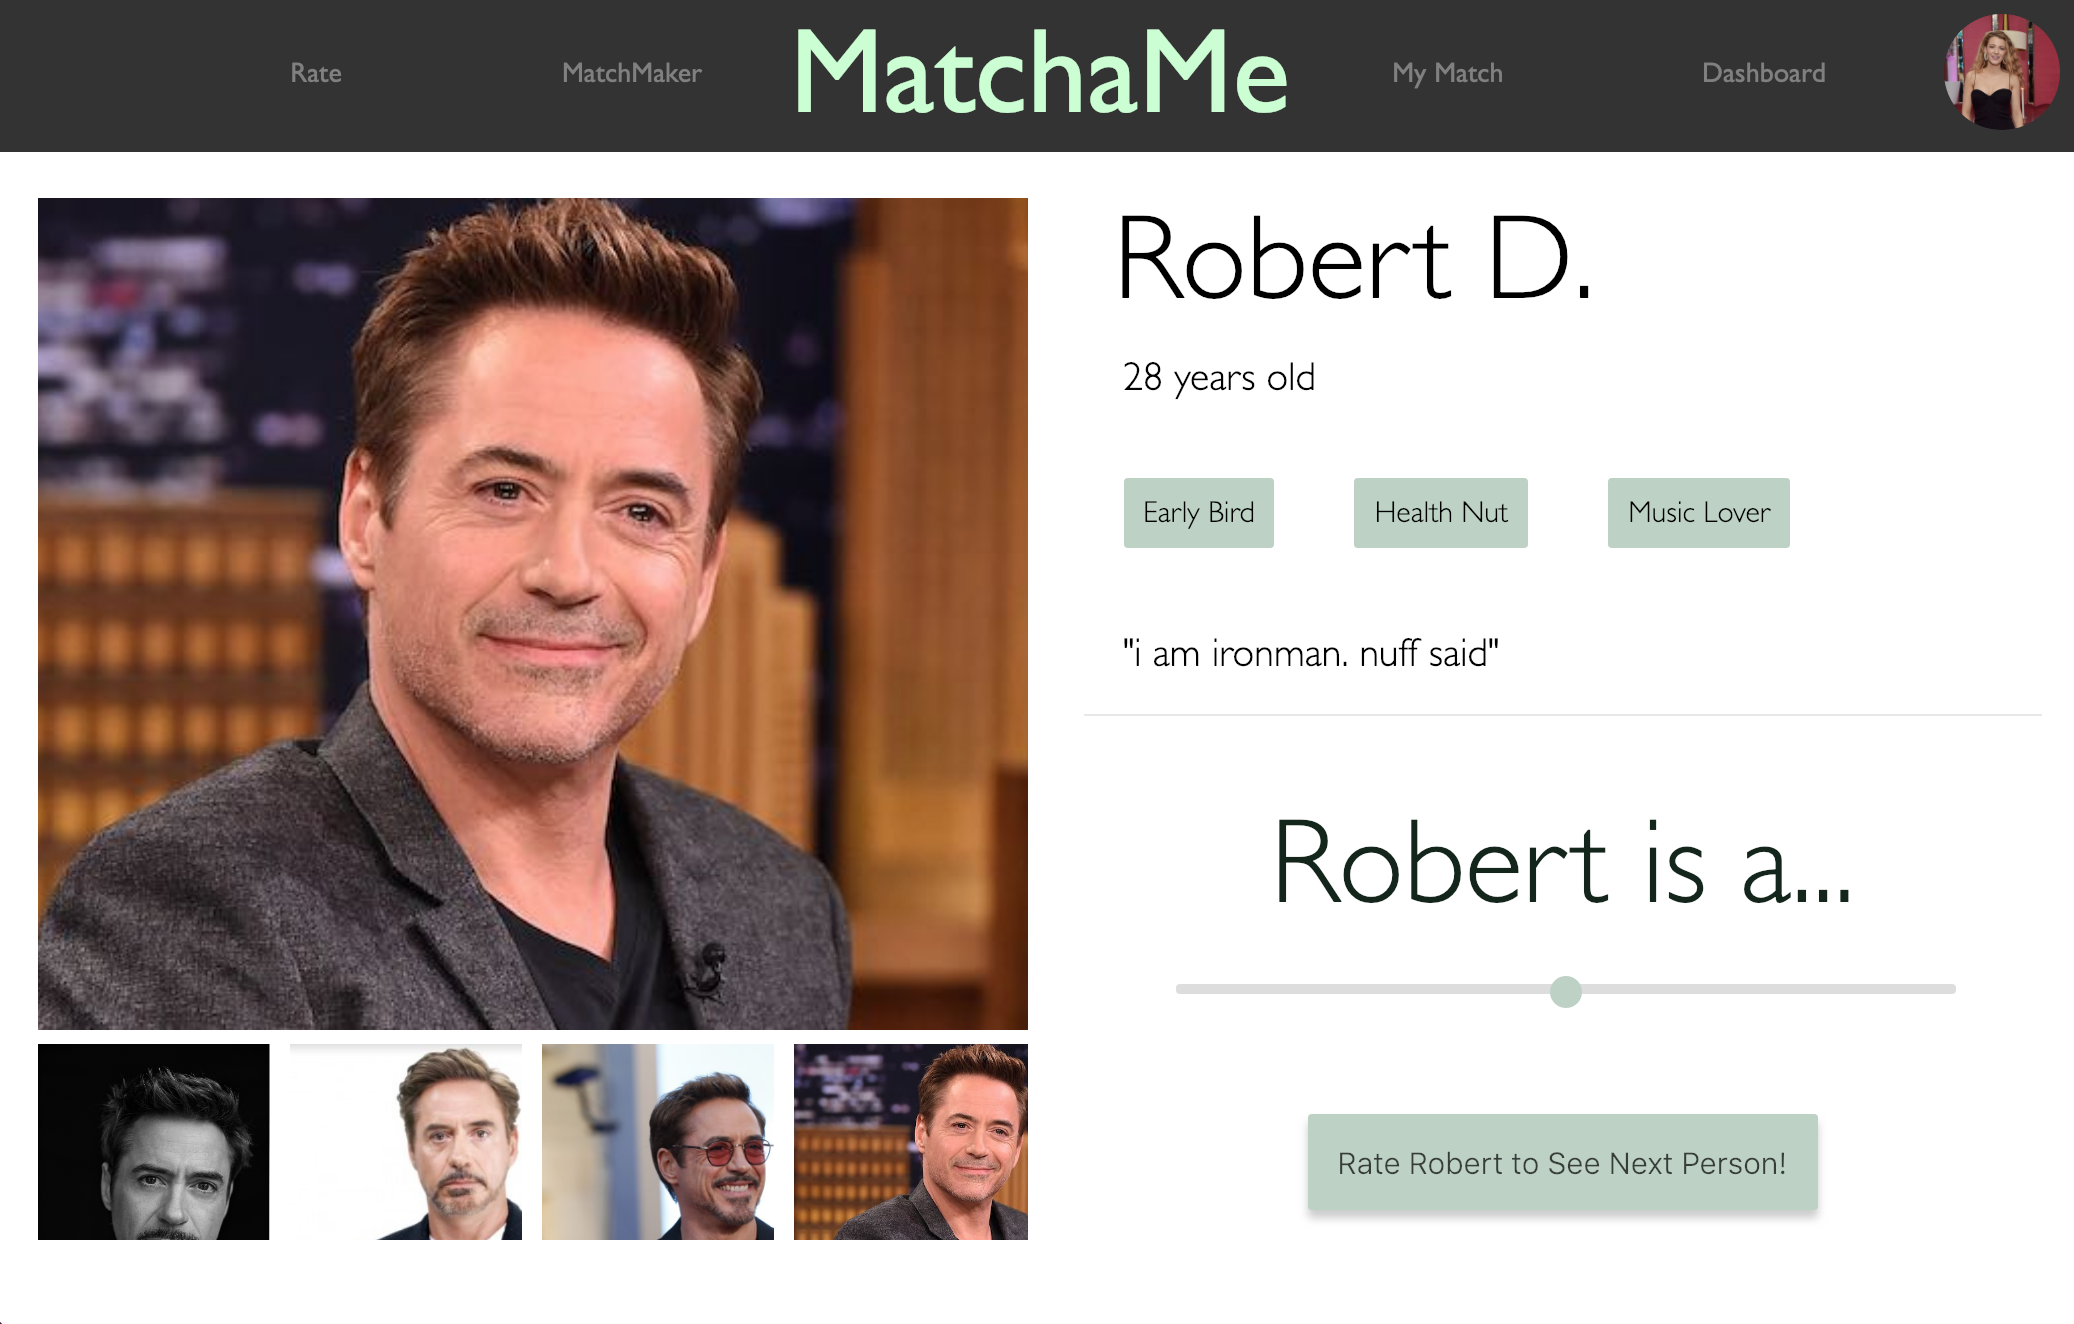 Rate
MatchMaker
MatchaMe
My Match
Dashboard
Robert D.
28 years old
Early Bird
Health Nut
Music Lover
"i am ironman. nuff said"
Robert is a...
Rate Robert to See Next Person!